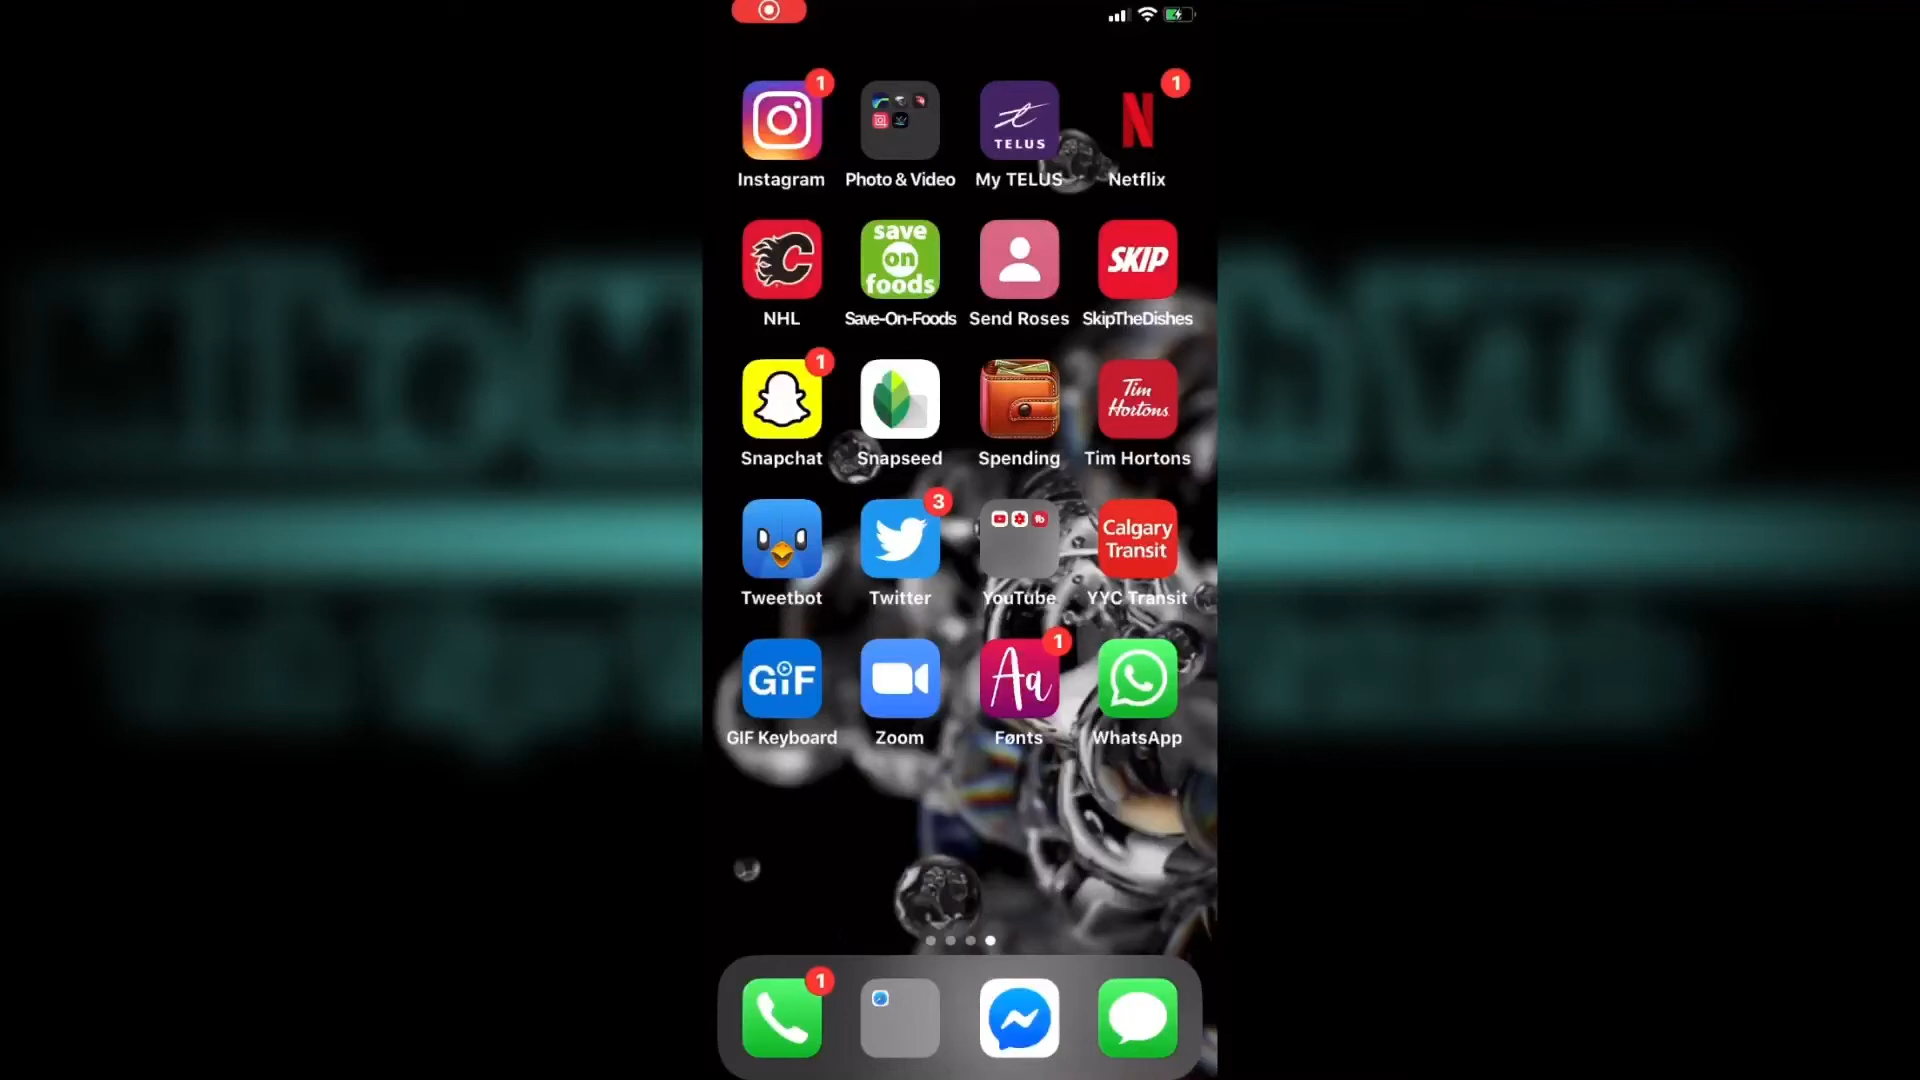 1
1
TELUS
N
Instagram
Photo & Video
My TELUS
Netflix
C
save
on
foods
SKIP
NHL
Save-On-Foods
Send Roses
SkipTheDishes
1
Tim
Hortons
Snapchat
Snapseed
Spending
Tim Hortons
3
Calgary
Transit
Tweetbot
Twitter
YouTube
YYC Transit
1
GIF
Aa
GIF Keyboard
Zoom
Fønts
WhatsApp
1